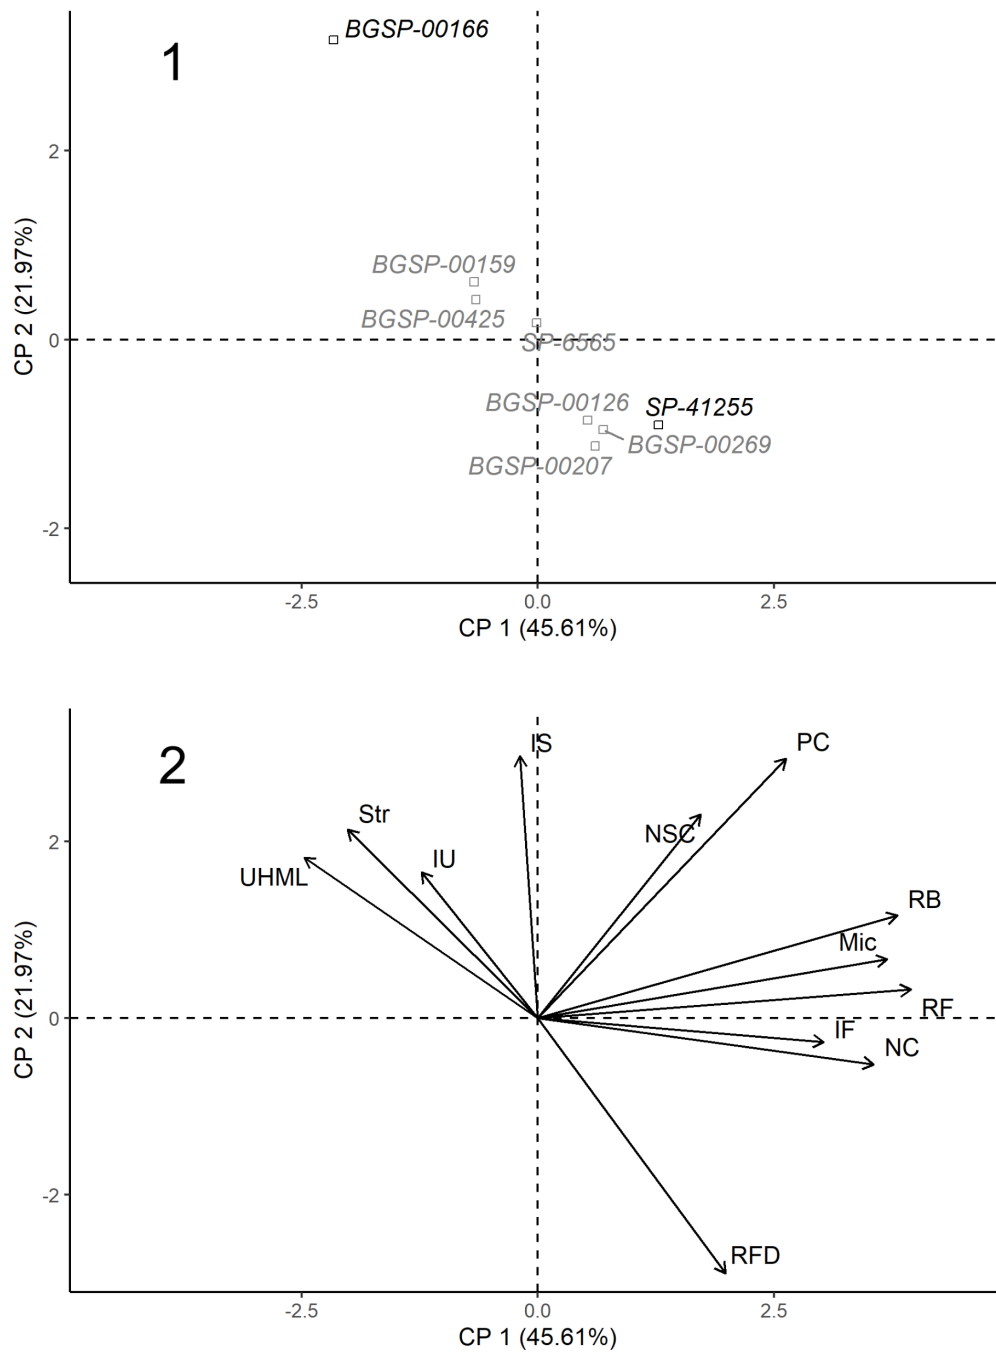 1
BGSP-00166
2
BGSP-00159
BGSP-00425
SP-6565
0
BGSP-00126
SP-41255
BGSP-00269
BGSP-00207
-2
CP 2 (21.97%)
-2.5
0.0
2.5
CP 1 (45.61%)
2
IS
PC
Str
NSC
2
IU
UHML
RB
Mic
RF
0
IF
NC
-2
RFD
CP 2 (21.97%)
-2.5
0.0
2.5
CP 1 (45.61%)